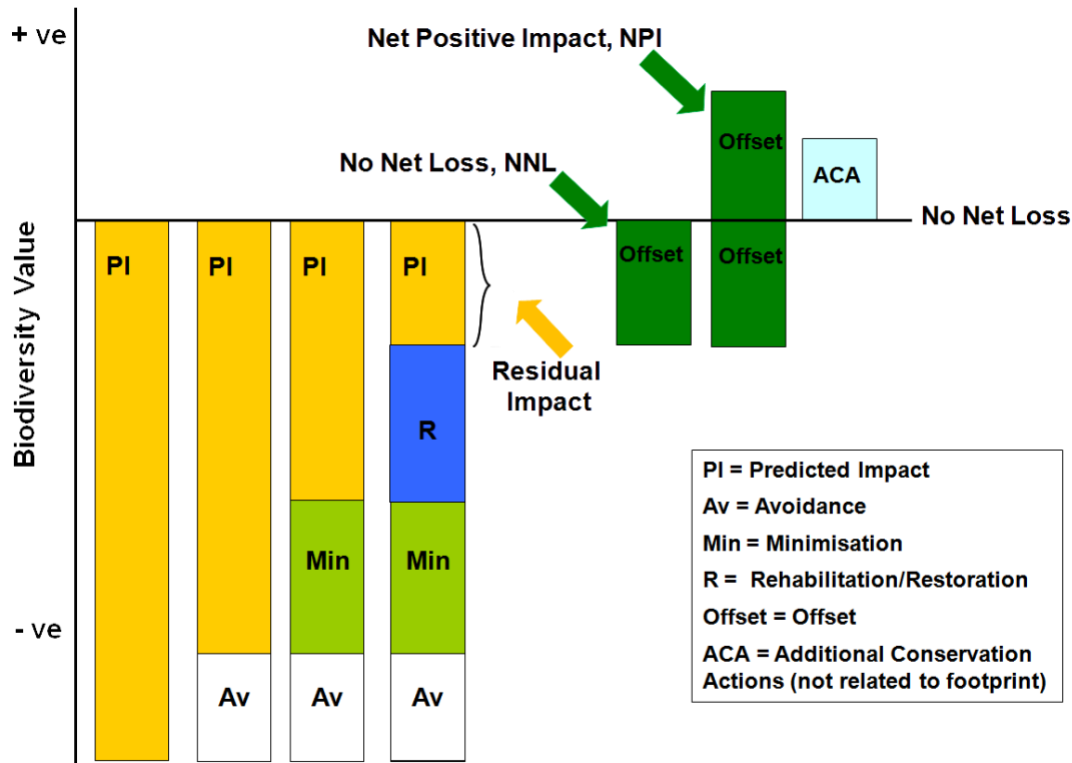 + ve
Net Positive Impact, NPI
Offset
No Net Loss, NNL
ACA
No Net Loss
Biodiversity Value
PI
PI
PI
PI
Offset
Offset
Residual
Impact
R
Min
Min
- ve
Av
Av
Av
PI = Predicted Impact
Av = Avoidance
Min = Minimisation
R = Rehabilitation/Restoration
Offset = Offset
ACA = Additional Conservation
Actions (not related to footprint)